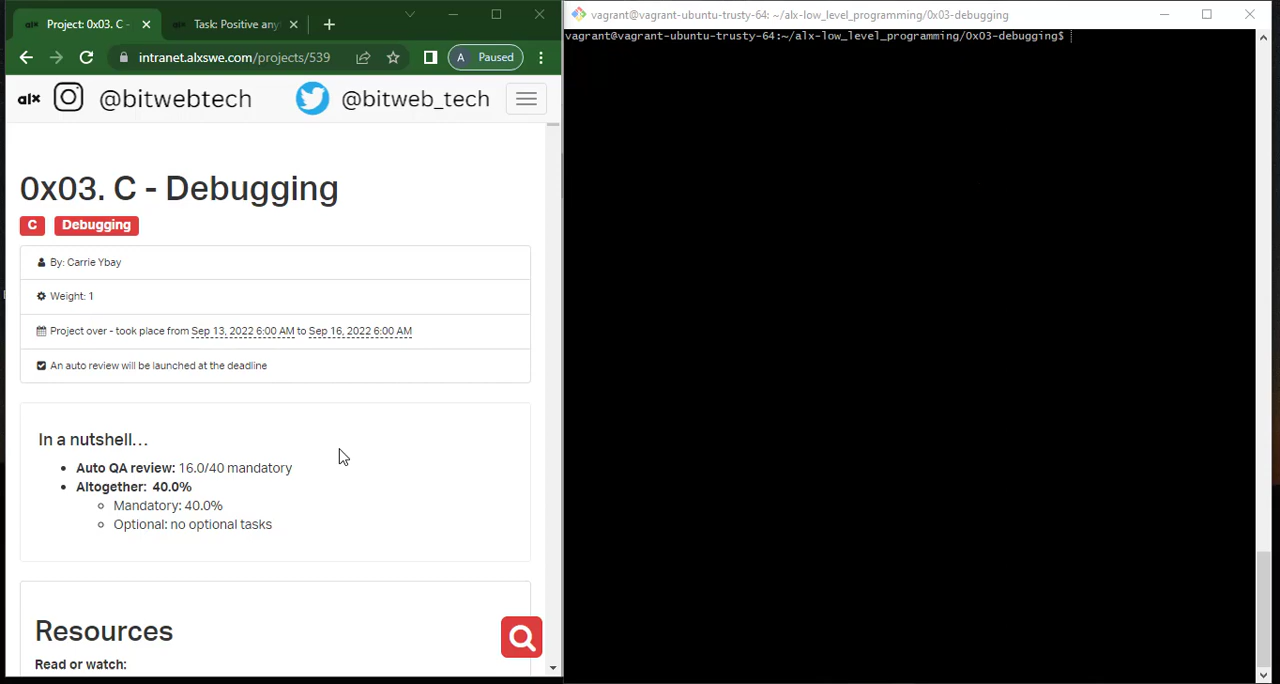 Project: 0x03. C -
Task: Positive any
intranet.alxswe.com/projects/539
A
Paused
alx
@bitwebtech
@bitweb_tech
0x03. C - Debugging
C
Debugging
By: Carrie Ybay
Weight: 1
Project over - took place from Sep 13, 2022 6:00 AM to Sep 16, 2022 6:00 AM
An auto review will be launched at the deadline
In a nutshell…
Auto QA review: 16.0/40 mandatory
Altogether: 40.0%
Mandatory: 40.0%
Optional: no optional tasks
Resources
Read or watch:
vagrant@vagrant-ubuntu-trusty-64: ~/alx-low_level_programming/0x03-debugging
vagrant@vagrant-ubuntu-trusty-64:~/alx-low_level_programming/0x03-debugging$